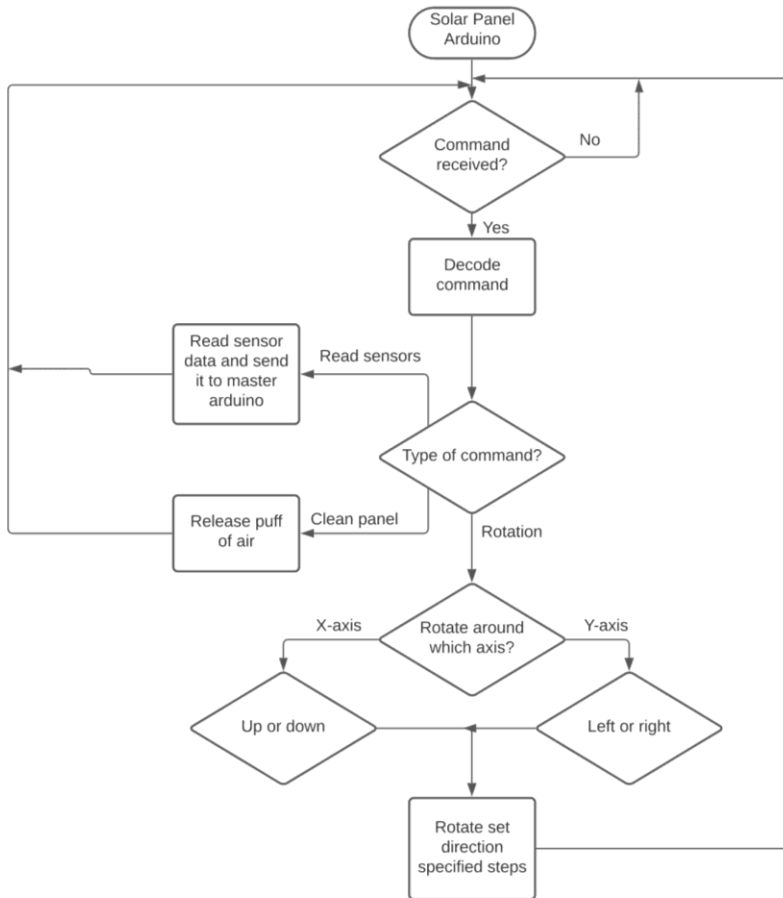 Solar Panel
Arduino
Command
received?
No
Yes
Decode
command
Read sensor
data and send
it to master
arduino
Read sensors
Type of command?
Release puff
of air
Clean panel
Rotation
X-axis
Rotate around
which axis?
Y-axis
Up or down
Left or right
Rotate set
direction
specified steps